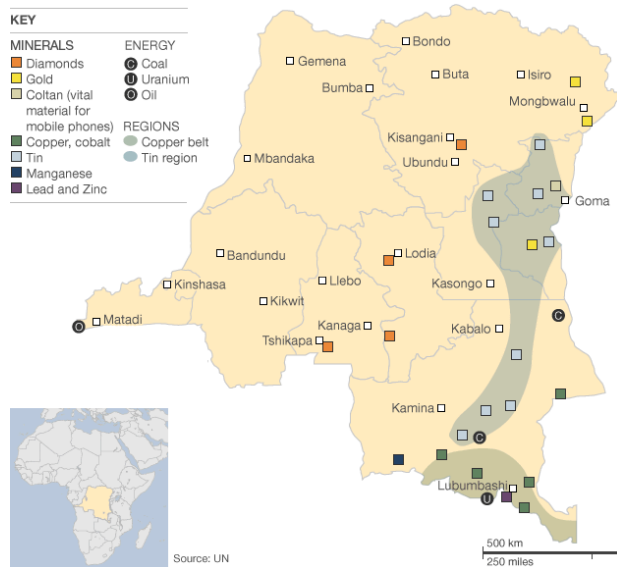 KEY
MINERALS
Diamonds
Gold
Coltan (vital
material for
mobile phones)
Copper, cobalt
Tin
Manganese
Lead and Zinc
ENERGY
C Coal
U Uranium
O Oil
REGIONS
Copper belt
Tin region
Bondo
Gemena
Buta
Isiro
Bumba
Mongbwalu
Kisangani
Ubundu
Mbandaka
Goma
Bandundu
Lodia
Kinshasa
Llebo
Kasongo
Kikwit
O
Matadi
Kanaga
Kabalo
C
Tshikapa
Kamina
C
Lubumbashi
U
500 km
250 miles
Source: UN